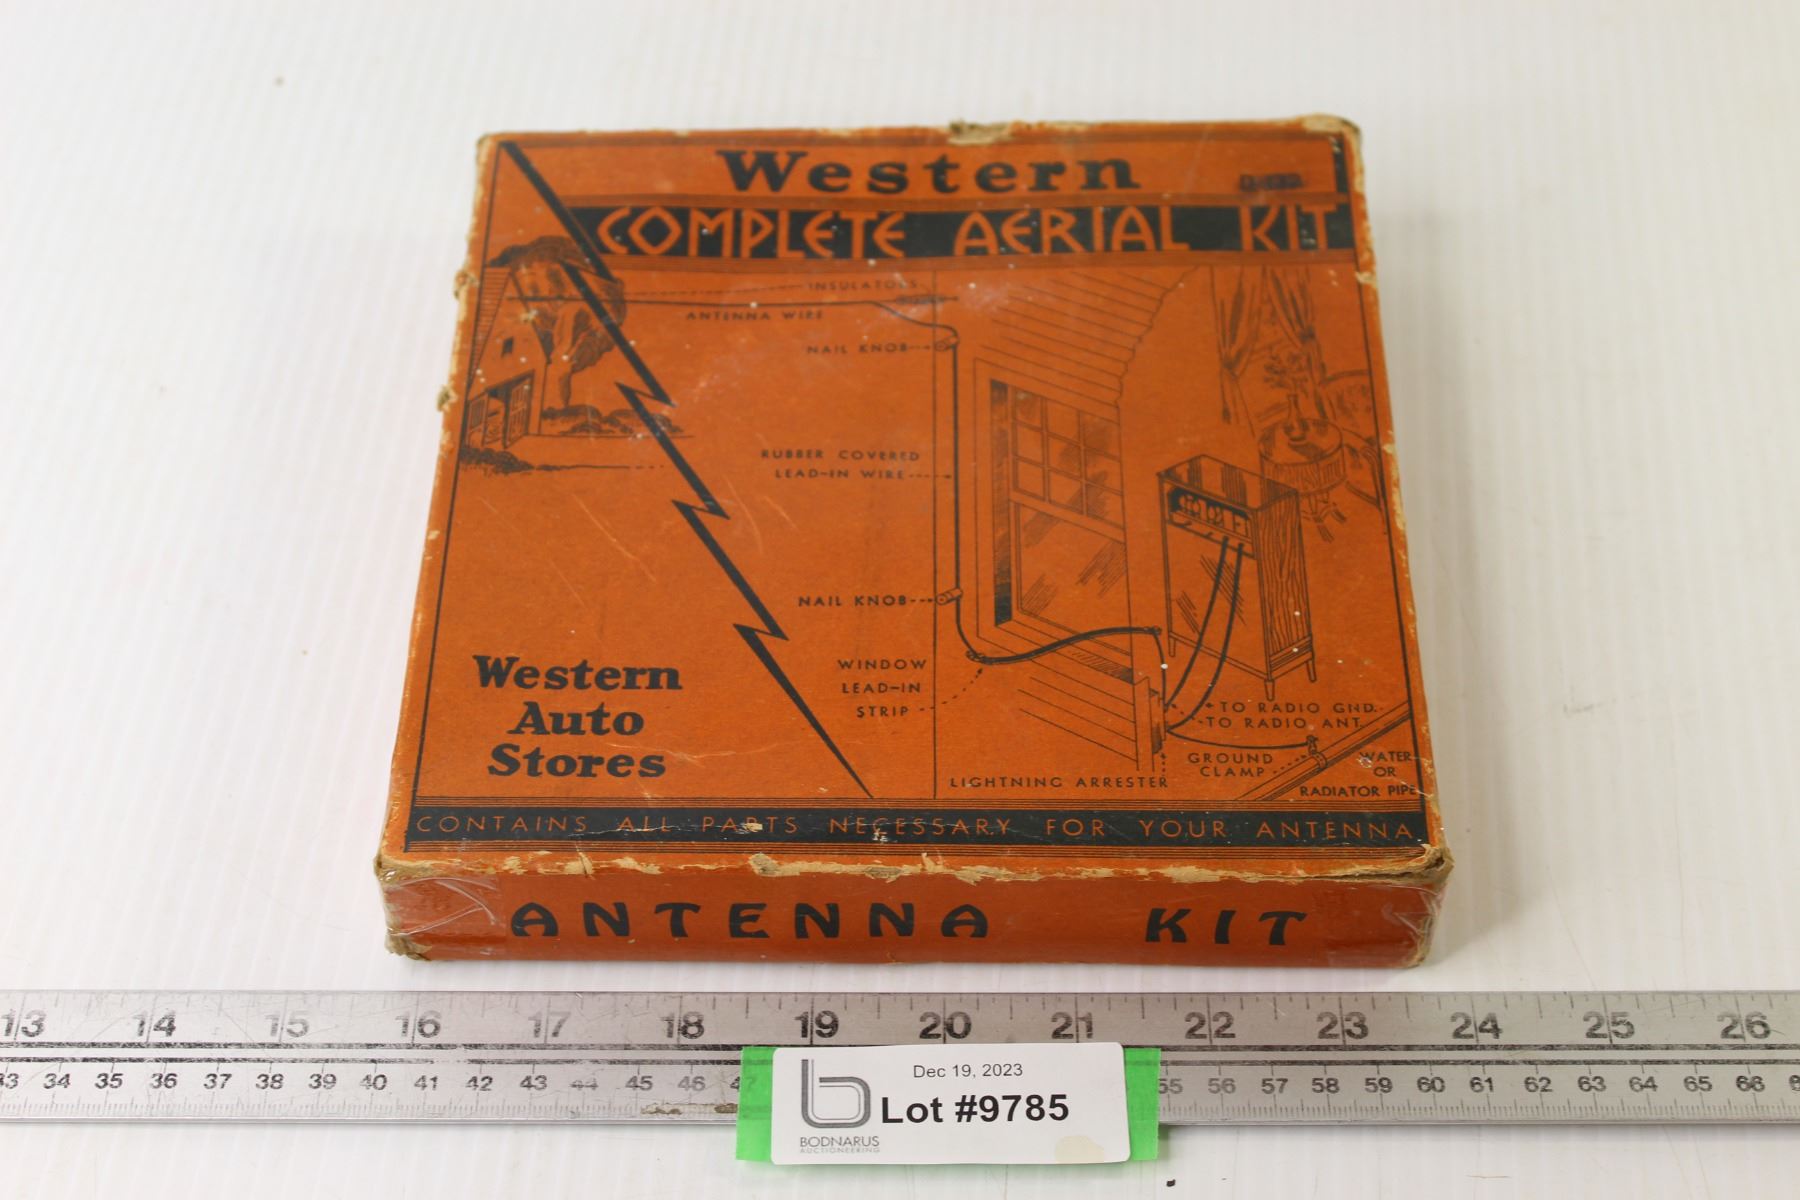 Western
COMPLETE AERIAL KIT
INSULATORS
ANTENNA WIRE
NAIL KNOB
RUBBER COVERED
LEAD-IN WIRE
NAIL KNOB
WINDOW
LEAD-IN
STRIP
TO RADIO GND.
TO RADIO ANT.
GROUND
CLAMP
WATER
OR
RADIATOR PIPE
LIGHTNING ARRESTER
Western
Auto
Stores
CONTAINS ALL PARTS NECESSARY FOR YOUR ANTENNA
ANTENNA KIT
13 14 15 16 17 18 19 20 21 22 23 24 25 26
33 34 35 36 37 38 39 40 41 42 43 44 45 46 47 55 56 57 58 59 60 61 62 63 64 65 66
Dec 19, 2023
Lot #9785
BODNARUS
AUCTIONEERING